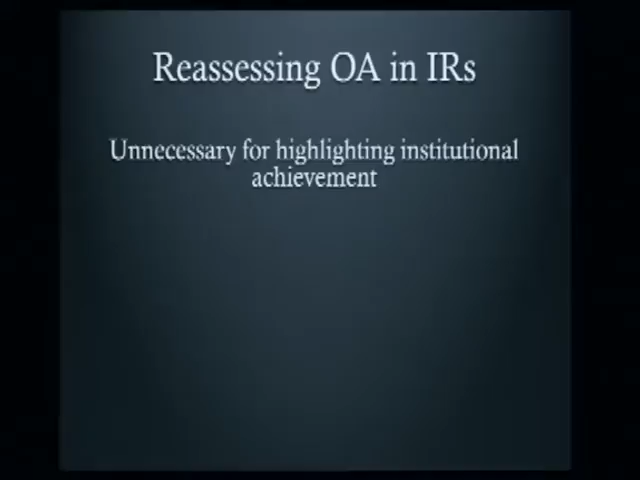 Reassessing OA in IRs
Unnecessary for highlighting institutional
achievement